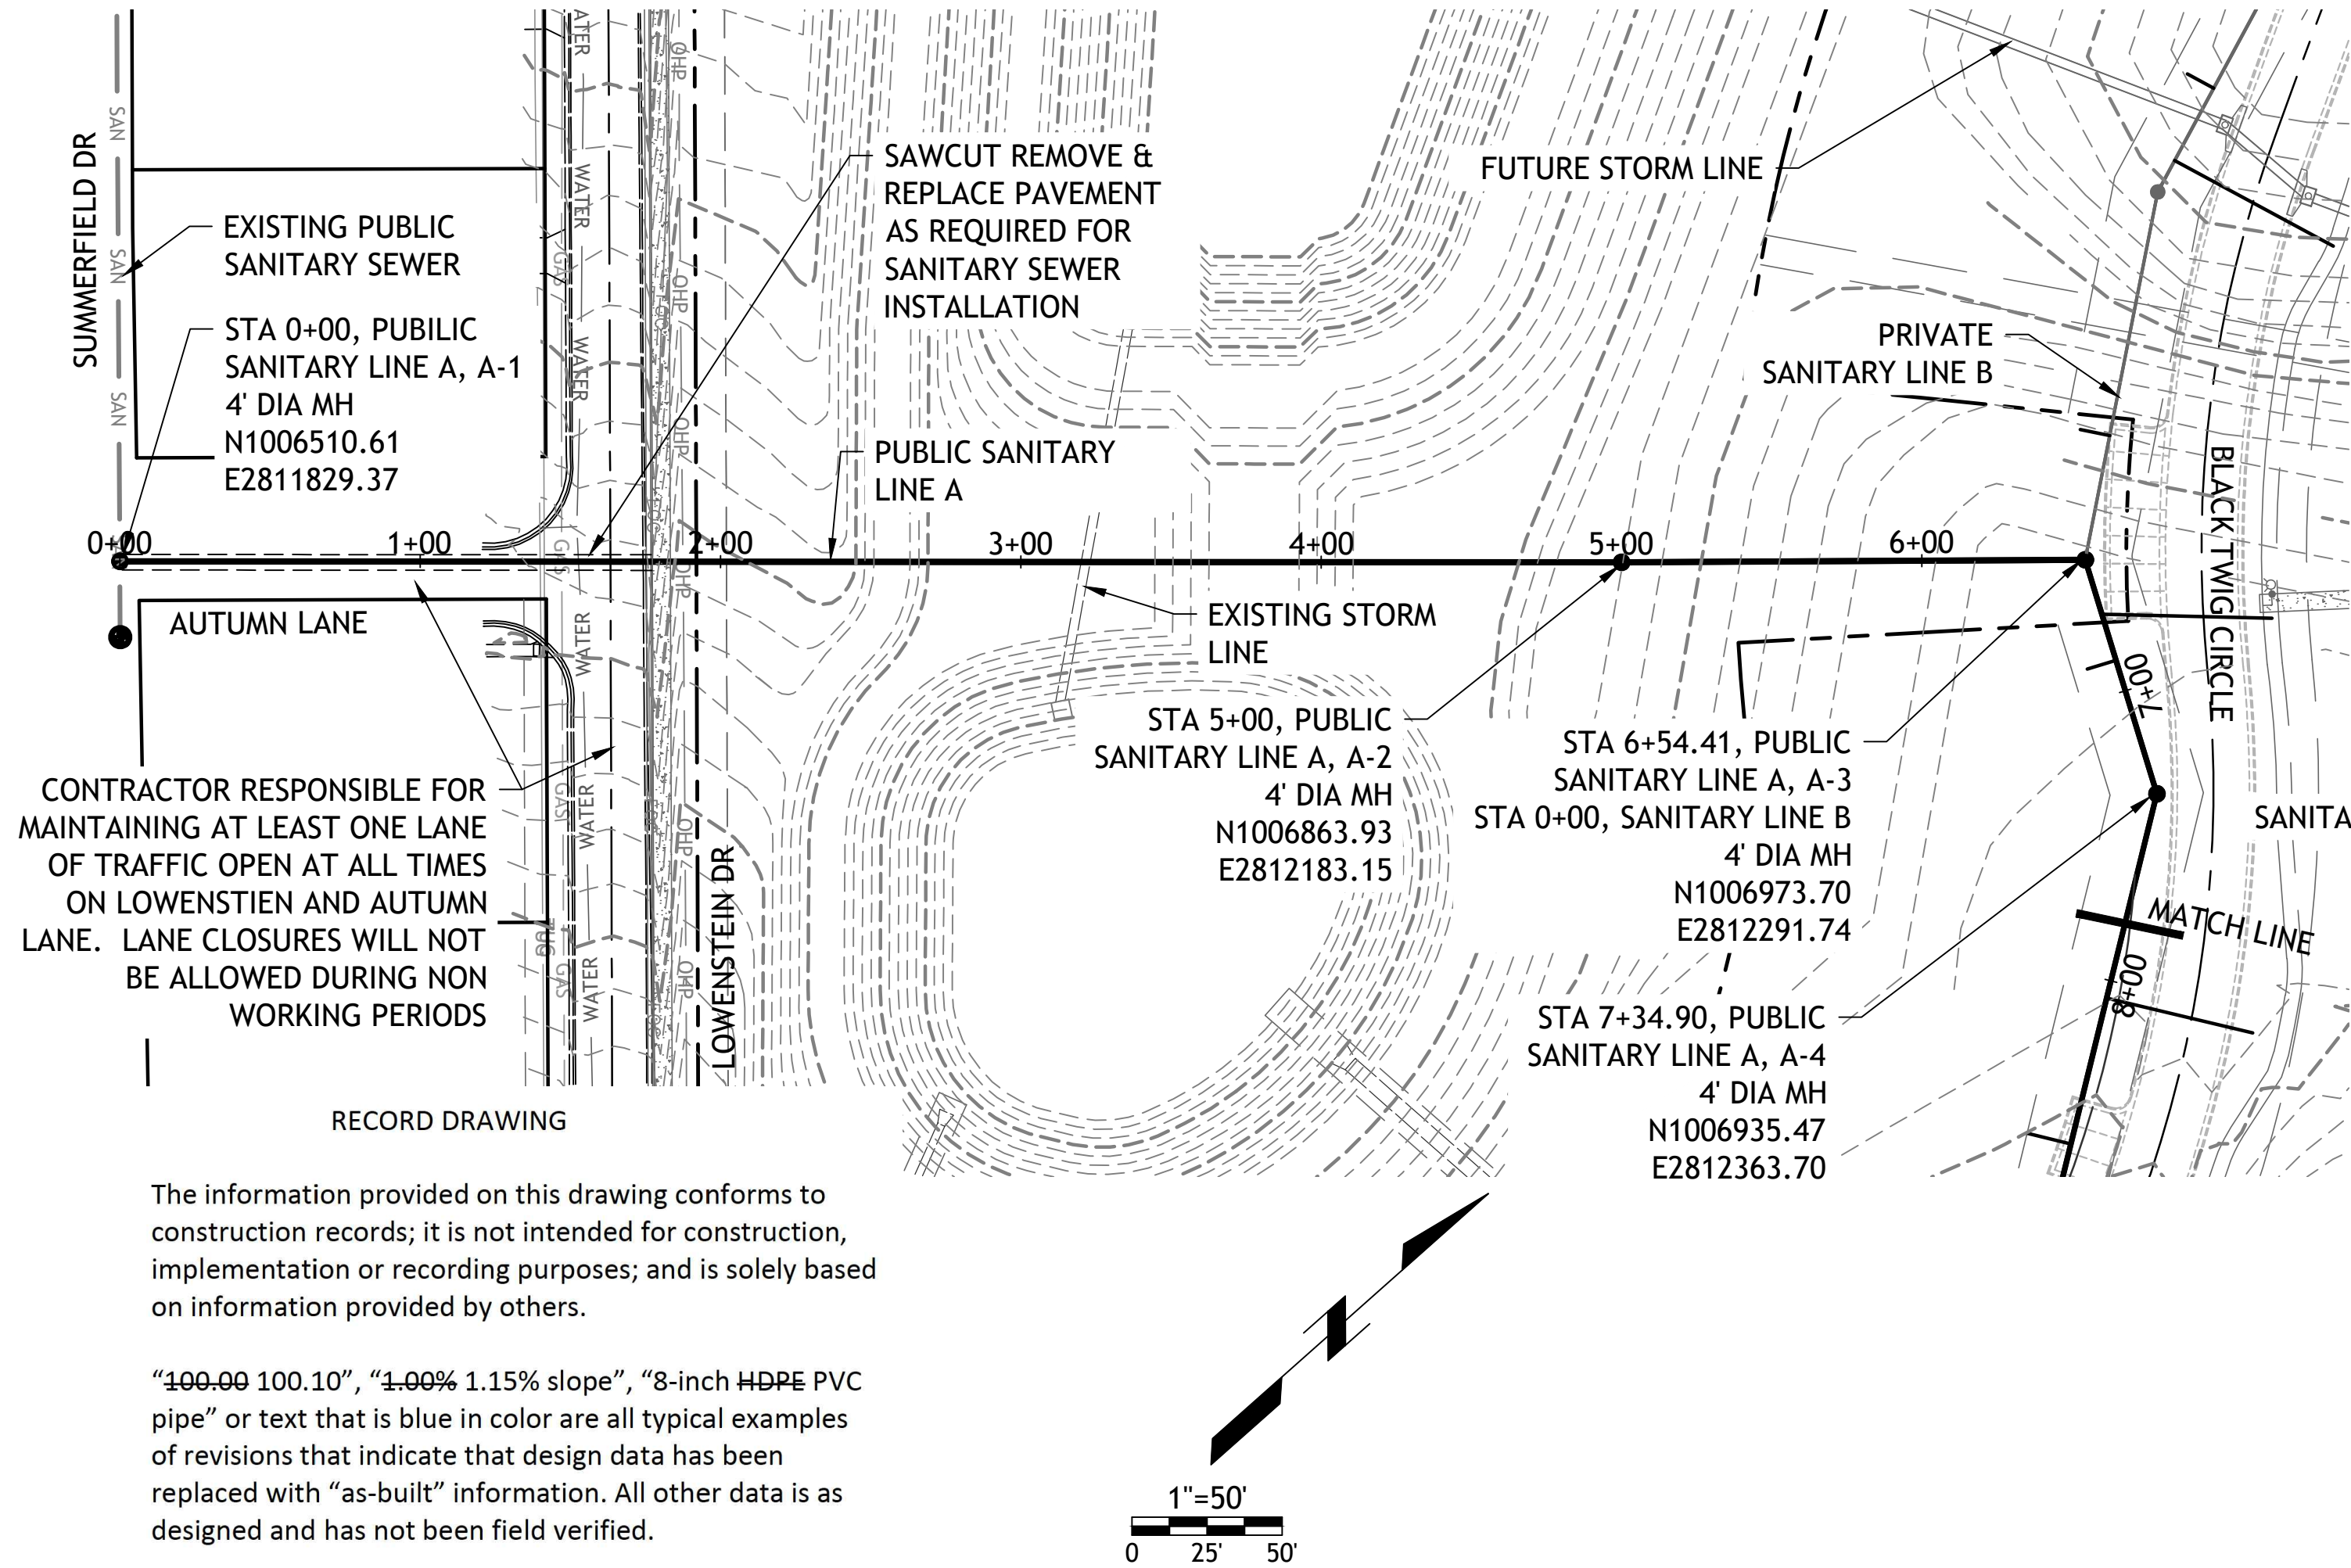 SUMMERFIELD DR
SAN
SAN
SAN
EXISTING PUBLIC
SANITARY SEWER
STA 0+00, PUBILIC
SANITARY LINE A, A-1
4' DIA MH
N1006510.61
E2811829.37
WATER
WATER
WATER
WATER
WATER
WATER
GAS
GAS
GAS
GAS
OHP
OHP
OHP
OHP
OHP
OHP
SAWCUT REMOVE &
REPLACE PAVEMENT
AS REQUIRED FOR
SANITARY SEWER
INSTALLATION
PUBLIC SANITARY
LINE A
FUTURE STORM LINE
PRIVATE
SANITARY LINE B
BLACK TWIG CIRCLE
0+00
1+00
2+00
3+00
4+00
5+00
6+00
7+00
8+00
AUTUMN LANE
EXISTING STORM
LINE
CONTRACTOR RESPONSIBLE FOR
MAINTAINING AT LEAST ONE LANE
OF TRAFFIC OPEN AT ALL TIMES
ON LOWENSTIEN AND AUTUMN
LANE. LANE CLOSURES WILL NOT
BE ALLOWED DURING NON
WORKING PERIODS
LOWENSTEIN DR
STA 5+00, PUBLIC
SANITARY LINE A, A-2
4' DIA MH
N1006863.93
E2812183.15
STA 6+54.41, PUBLIC
SANITARY LINE A, A-3
STA 0+00, SANITARY LINE B
4' DIA MH
N1006973.70
E2812291.74
SANITA
MATCH LINE
STA 7+34.90, PUBLIC
SANITARY LINE A, A-4
4' DIA MH
N1006935.47
E2812363.70
RECORD DRAWING
The information provided on this drawing conforms to
construction records; it is not intended for construction,
implementation or recording purposes; and is solely based
on information provided by others.
“100.00 100.10”, “1.00% 1.15% slope”, “8-inch HDPE PVC
pipe” or text that is blue in color are all typical examples
of revisions that indicate that design data has been
replaced with “as-built” information. All other data is as
designed and has not been field verified.
1"=50'
0 25' 50'